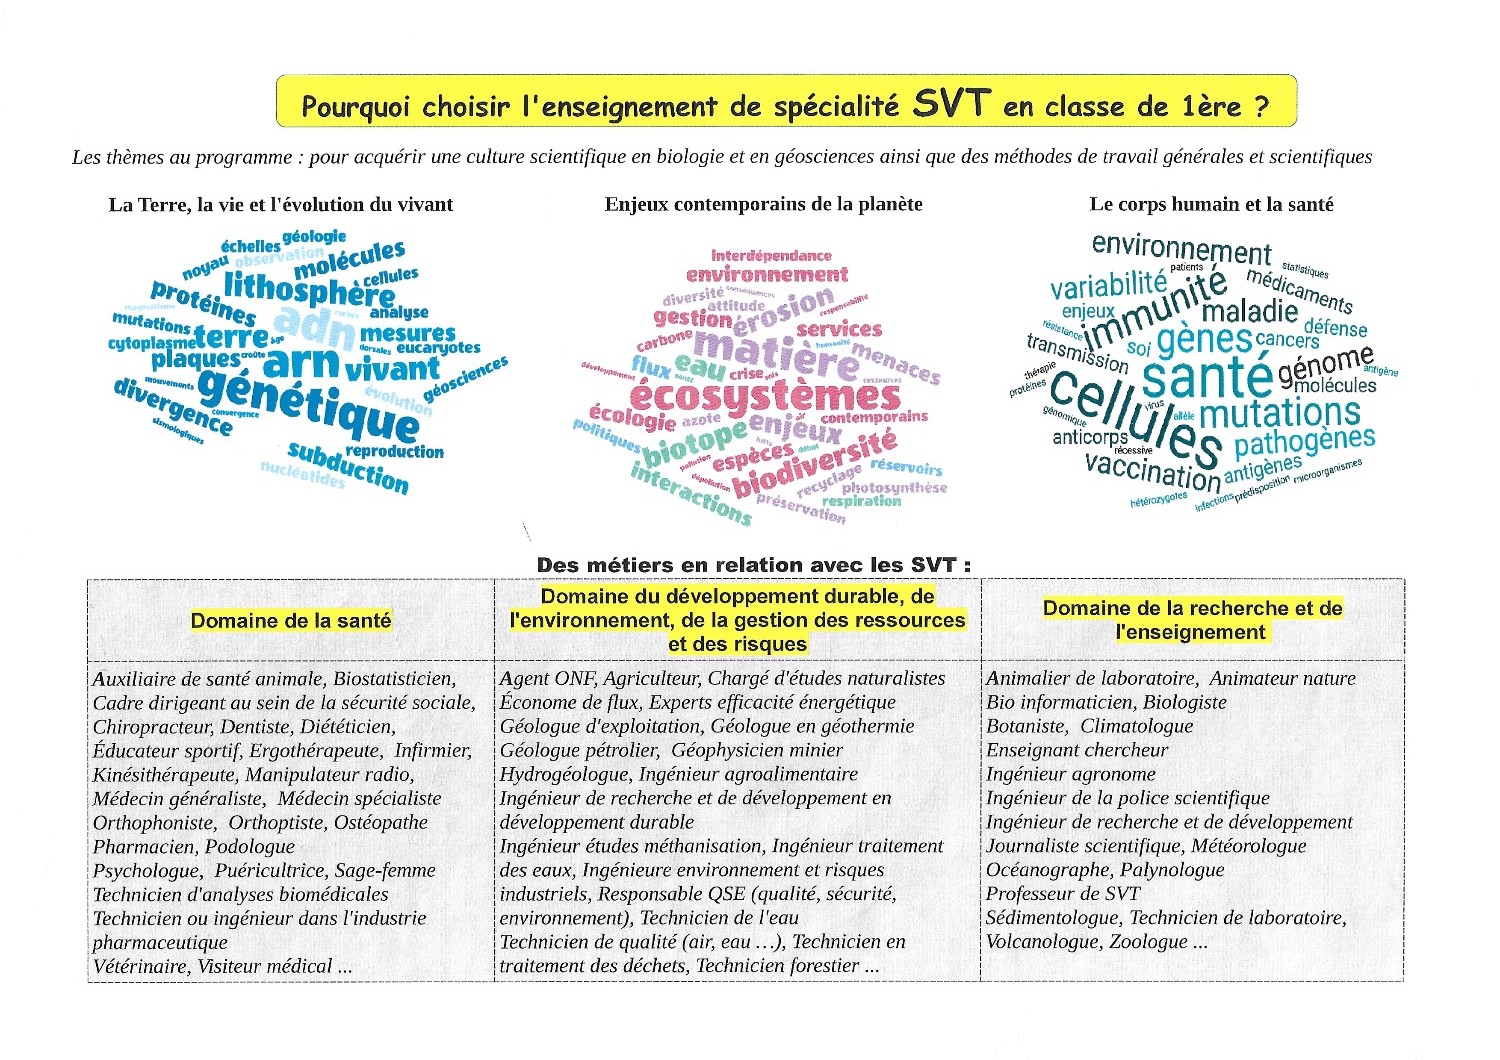 Pourquoi choisir l'enseignement de spécialité SVT en classe de 1ère ?
Les thèmes au programme : pour acquérir une culture scientifique en biologie et en géosciences ainsi que des méthodes de travail générales et scientifiques
La Terre, la vie et l'évolution du vivant
échelles géologie
noyau observation molécules
lithosphère cellules
protéines adn analyse
mutations terre mesures
cytoplasme eucaryotes
plaques croûte arn vivant
dorsales
mouvements génétique évolution géosciences
divergence convergence
reproduction
subduction
nucléotides
Enjeux contemporains de la planète
interdépendance
environnement
diversité attitude érosion responsabilité
gestion services
carbone matière menaces
développement flux eau crise
écosystèmes
écologie azote enjeux contemporains
politiques biotope
espèces biodiversité réservoirs
interactions recyclage photosynthèse
préservation respiration
Le corps humain et la santé
environnement
patients statistiques
variabilité immunité médicaments
enjeux maladie
résistance défense
transmission soi gènes cancers
thérapie santé génome antigène
protéines cellules molécules
génomique virus allèle mutations
anticorps récessive pathogènes
vaccination antigènes
hétérozygotes infections prédisposition microorganismes
Des métiers en relation avec les SVT :
Domaine de la santé
Auxiliaire de santé animale, Biostatisticien,
Cadre dirigeant au sein de la sécurité sociale,
Chiropracteur, Dentiste, Diététicien,
Éducateur sportif, Ergothérapeute, Infirmier,
Kinésithérapeute, Manipulateur radio,
Médecin généraliste, Médecin spécialiste
Orthophoniste, Orthoptiste, Ostéopathe
Pharmacien, Podologue
Psychologue, Puéricultrice, Sage-femme
Technicien d'analyses biomédicales
Technicien ou ingénieur dans l'industrie
pharmaceutique
Vétérinaire, Visiteur médical ...
Domaine du développement durable, de
l'environnement, de la gestion des ressources
et des risques
Agent ONF, Agriculteur, Chargé d'études naturalistes
Économe de flux, Experts efficacité énergétique
Géologue d'exploitation, Géologue en géothermie
Géologue pétrolier, Géophysicien minier
Hydrogéologue, Ingénieur agroalimentaire
Ingénieur de recherche et de développement en
développement durable
Ingénieur études méthanisation, Ingénieur traitement
des eaux, Ingénieure environnement et risques
industriels, Responsable QSE (qualité, sécurité,
environnement), Technicien de l'eau
Technicien de qualité (air, eau ...), Technicien en
traitement des déchets, Technicien forestier ...
Domaine de la recherche et de
l'enseignement
Animalier de laboratoire, Animateur nature
Bio informaticien, Biologiste
Botaniste, Climatologue
Enseignant chercheur
Ingénieur agronome
Ingénieur de la police scientifique
Ingénieur de recherche et de développement
Journaliste scientifique, Météorologue
Océanographe, Palynologue
Professeur de SVT
Sédimentologue, Technicien de laboratoire,
Volcanologue, Zoologue ...